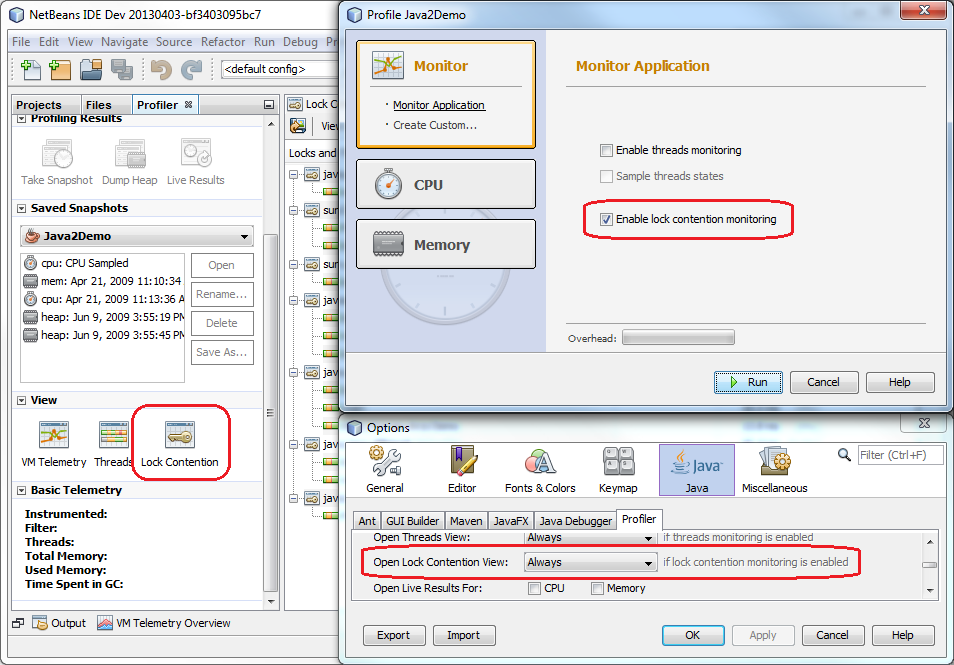 NetBeans IDE Dev 20130403-bf3403095bc7
File Edit View Navigate Source Refactor Run Debug Pr
<default config>
Projects Files Profiler
Profiling Results
Take Snapshot Dump Heap Live Results
Saved Snapshots
Java2Demo
cpu: CPU Sampled
mem: Apr 21, 2009 11:10:34
cpu: Apr 21, 2009 11:13:36 A
heap: Jun 9, 2009 3:55:19 PM
heap: Jun 9, 2009 3:55:45 PM
Open
Rename...
Delete
Save As...
View
VM Telemetry Threads Lock Contention
Basic Telemetry
Instrumented:
Filter:
Threads:
Total Memory:
Used Memory:
Time Spent in GC:
Output VM Telemetry Overview
Lock C
Viev
Locks and
jav
sun
sun
jav
jav
jav
jav
Profile Java2Demo
Monitor
· Monitor Application
· Create Custom...
CPU
Memory
Monitor Application
Enable threads monitoring
Sample threads states
Enable lock contention monitoring
Overhead:
Run Cancel Help
Options
General Editor Fonts & Colors Keymap Java Miscellaneous
Filter (Ctrl+F)
Ant GUI Builder Maven JavaFX Java Debugger Profiler
Open Threads View: Always if threads monitoring is enabled
Open Lock Contention View: Always if lock contention monitoring is enabled
Open Live Results For: CPU Memory
Export Import OK Apply Cancel Help